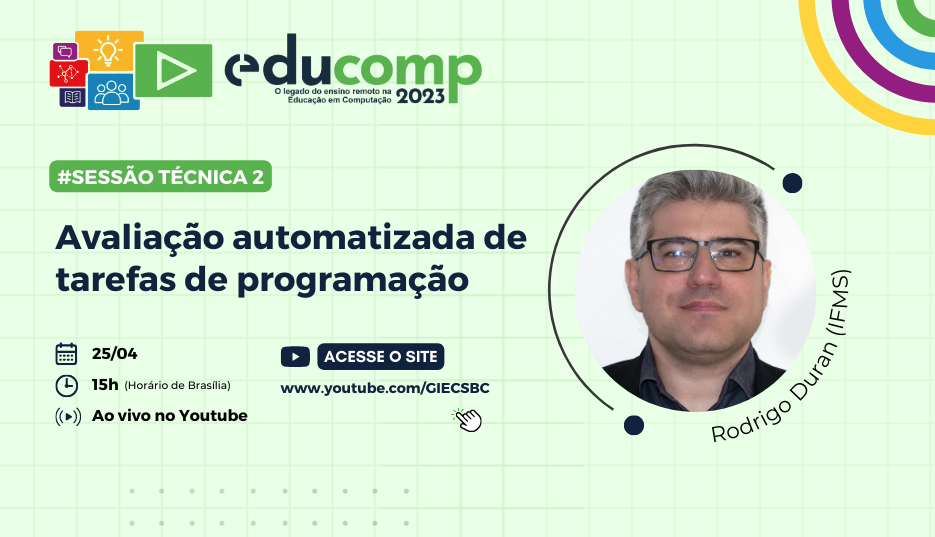 educomp
O legado do ensino remoto na
Educação em Computação
2023
#SESSÃO TÉCNICA 2
Avaliação automatizada de
tarefas de programação
25/04
15h (Horário de Brasília)
Ao vivo no Youtube
ACESSE O SITE
www.youtube.com/GIECSBC
Rodrigo Duran (IFMS)